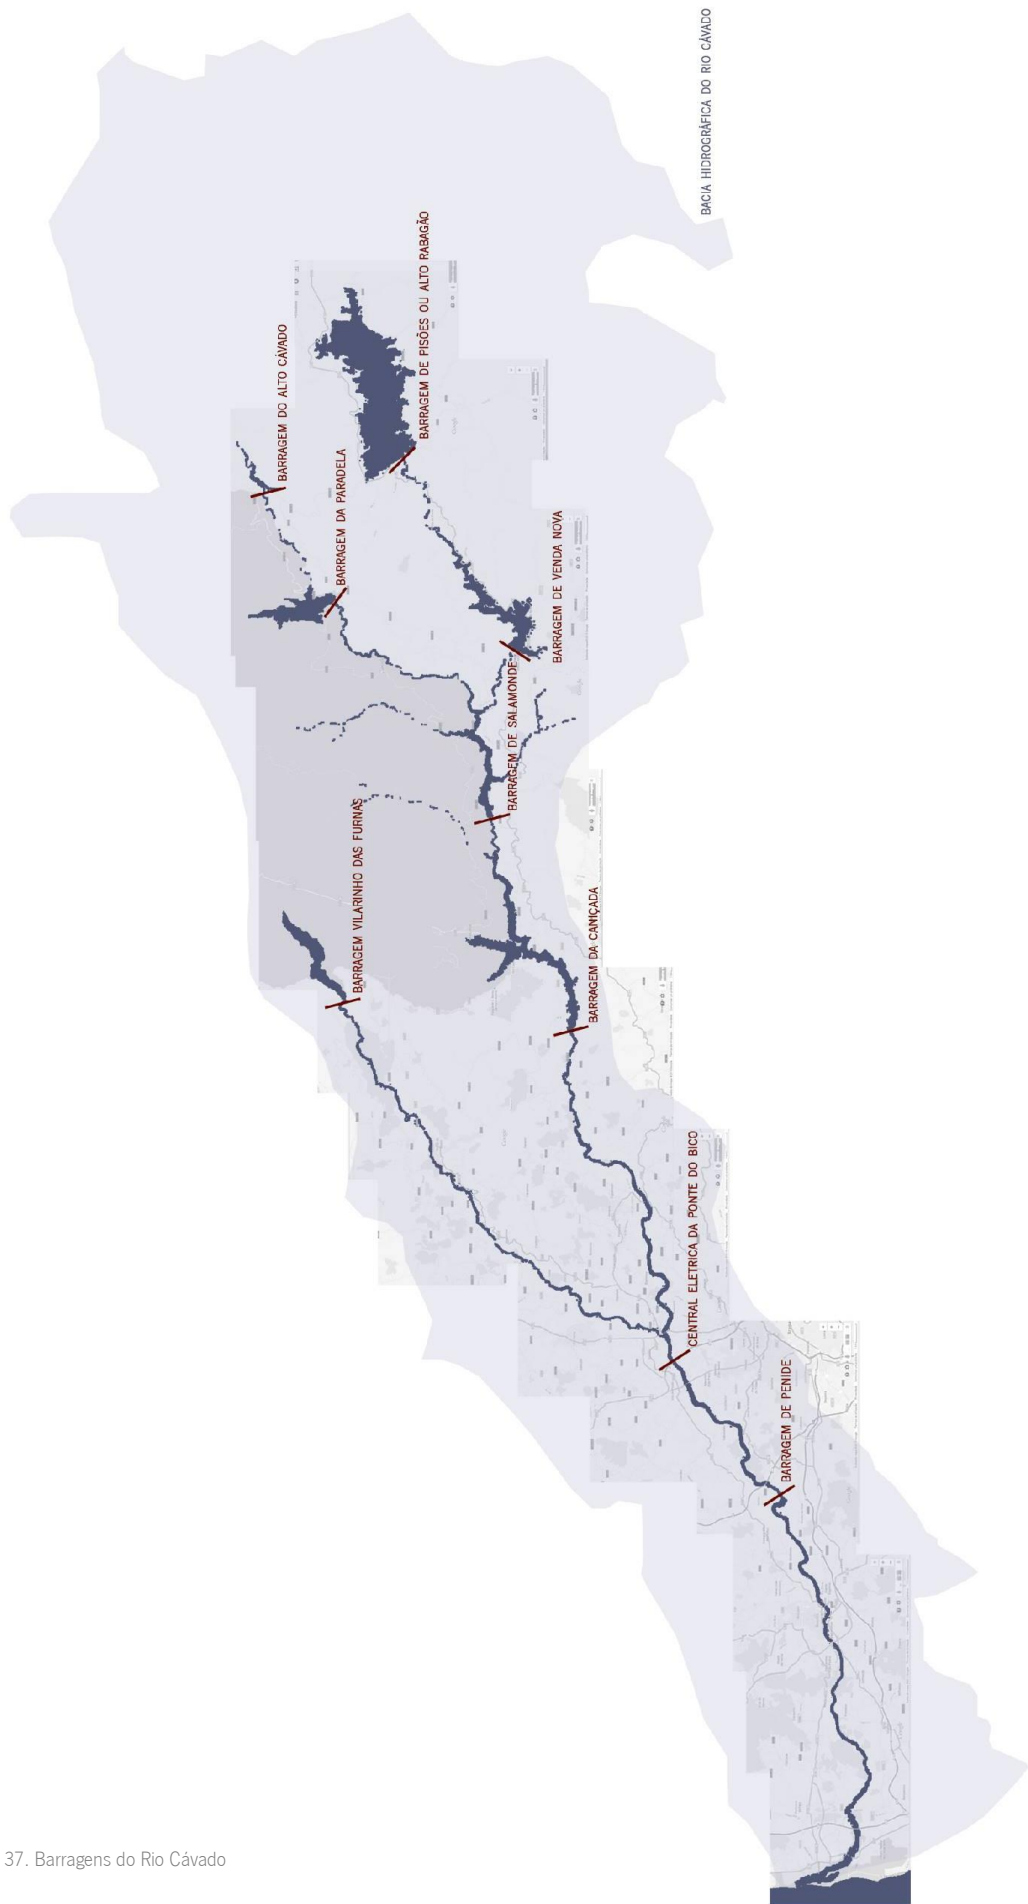 BACIA HIDROGRÁFICA DO RIO CÁVADO
BARRAGEM DO ALTO CÁVADO
BARRAGEM DE PISÕES OU ALTO RABAGÃO
BARRAGEM DA PARADELA
BARRAGEM DE VENDA NOVA
BARRAGEM DE SALAMONDE
BARRAGEM VILARINHO DAS FURNAS
BARRAGEM DA CANIÇADA
CENTRAL ELETRICA DA PONTE DO BICO
BARRAGEM DE PENIDE
37. Barragens do Rio Cávado